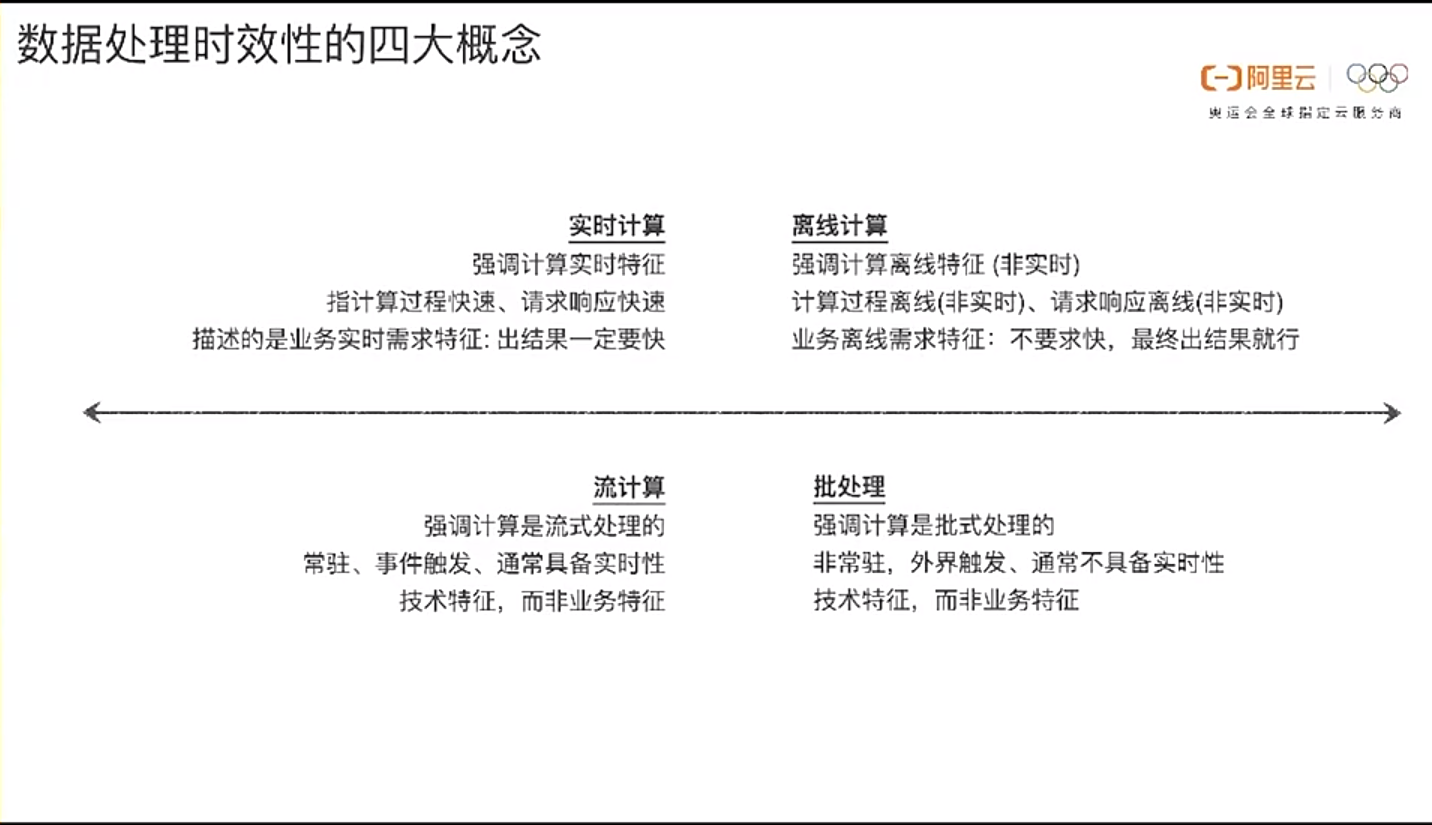 数据处理时效性的四大概念
阿里云
奥运会全球指定云服务商
实时计算
强调计算实时特征
指计算过程快速、请求响应快速
描述的是业务实时需求特征: 出结果一定要快
离线计算
强调计算离线特征 (非实时)
计算过程离线(非实时)、请求响应离线(非实时)
业务离线需求特征：不要求快，最终出结果就行
流计算
强调计算是流式处理的
常驻、事件触发、通常具备实时性
技术特征，而非业务特征
批处理
强调计算是批式处理的
非常驻，外界触发、通常不具备实时性
技术特征，而非业务特征